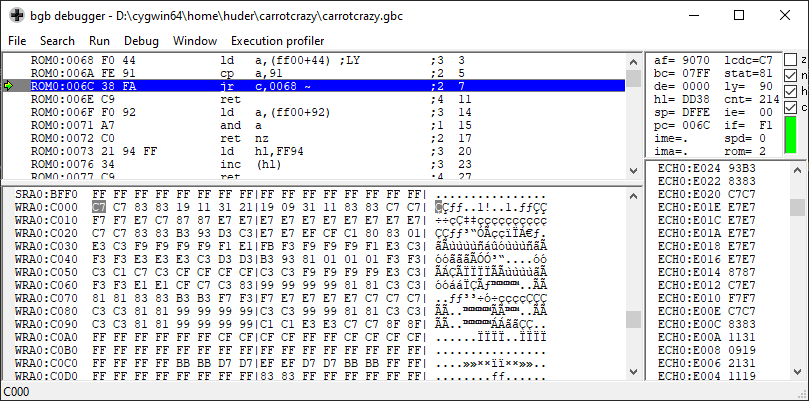 bgb debugger - D:\cygwin64\home\huder\carrotcrazy\carrotcrazy.gbc
File Search Run Debug Window Execution profiler
ROM0:0068 F0 44 ld a,(ff00+44) ;LY ;3 3
ROM0:006A FE 91 cp a,91 ;2 5
ROM0:006C 38 FA jr c,0068 ~ ;2 7
ROM0:006E C9 ret ;4 11
ROM0:006F F0 92 ld a,(ff00+92) ;3 14
ROM0:0071 A7 and a ;1 15
ROM0:0072 C0 ret nz ;2 17
ROM0:0073 21 94 FF ld hl,FF94 ;3 20
ROM0:0076 34 inc (hl) ;3 23
ROM0:0077 C9 ret ;4 27
af= 9070 lcdc=C7
bc= 07FF stat=81
de= 0000 ly= 90
hl= DD38 cnt= 214
sp= DFEE ie= 00
pc= 006C if= F1
ime=. spd= 0
ima=. rom= 2
z
n
h
c
SRA0:BFF0 FF FF FF FF FF FF FF FF|FF FF FF FF FF FF FF FF|................
WRA0:C000 C7 C7 83 83 19 11 31 21|19 09 31 11 83 83 C7 C7|ÇÇƒƒ..1!..1.ƒƒÇÇ
WRA0:C010 F7 F7 E7 C7 87 87 E7 E7|E7 E7 E7 E7 E7 E7 E7 E7|÷÷çÇ‡‡çççççççççç
WRA0:C020 C7 C7 83 83 B3 93 D3 C3|E7 E7 EF CF C1 80 83 01|ÇÇƒƒ³“ÓÃççïÏÁ€ƒ.
WRA0:C030 E3 C3 F9 F9 F9 F9 F1 E1|FB F3 F9 F9 F9 F1 E3 C3|ãÃùùùùñáûóùùùñãÃ
WRA0:C040 F3 F3 E3 E3 E3 C3 D3 D3|B3 93 81 01 01 01 F3 F3|óóãããÃÓÓ³“....óó
WRA0:C050 C3 C1 C7 C3 CF CF CF CF|C3 C3 F9 F9 F9 F9 E3 C3|ÃÁÇÃÏÏÏÏÃÃùùùùãÃ
WRA0:C060 F3 F3 E1 E1 CF C7 C3 83|99 99 99 99 81 81 C3 C3|óóááÏÇÃƒ™™™™..ÃÃ
WRA0:C070 81 81 83 83 B3 B3 F7 F3|F7 E7 E7 E7 E7 C7 C7 C7|..ƒƒ³³÷ó÷ççççÇÇÇ
WRA0:C080 C3 C3 81 81 99 99 99 99|C3 C3 81 81 99 99 C3 C3|ÃÃ..™™™™ÃÃ..™™ÃÃ
WRA0:C090 C3 C3 81 81 99 99 99 99|C1 C1 E3 E3 C7 C7 8F 8F|ÃÃ..™™™™ÁÁããÇÇ..
WRA0:C0A0 FF FF FF FF FF FF CF CF|CF CF FF FF CF CF CF CF|......ÏÏÏÏ..ÏÏÏÏ
WRA0:C0B0 FF FF FF FF FF FF FF FF|FF FF FF FF FF FF FF FF|................
WRA0:C0C0 FF FF FF FF BB BB D7 D7|EF EF D7 D7 BB BB FF FF|....»»××ïï××»»..
WRA0:C0D0 FF FF FF FF FF FF FF FF|83 83 FF FF FF FF FF FF|........ƒƒ......
ECH0:E024 93B3
ECH0:E022 8383
ECH0:E020 C7C7
ECH0:E01E E7E7
ECH0:E01C E7E7
ECH0:E01A E7E7
ECH0:E018 E7E7
ECH0:E016 E7E7
ECH0:E014 8787
ECH0:E012 C7E7
ECH0:E010 F7F7
ECH0:E00E C7C7
ECH0:E00C 8383
ECH0:E00A 1131
ECH0:E008 0919
ECH0:E006 2131
ECH0:E004 1119
C000